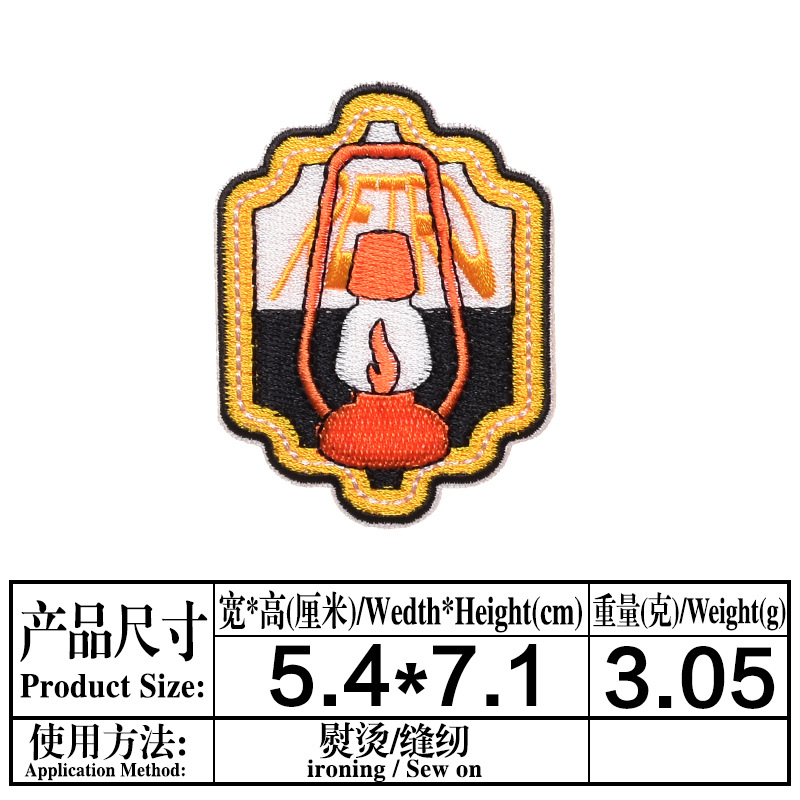 RETRO
产品尺寸
Product Size:
宽*高(厘米)/Wedth*Height(cm)
重量(克)/Weight(g)
5.4*7.1
3.05
使用方法:
Application Method:
熨烫/缝纫
ironing / Sew on